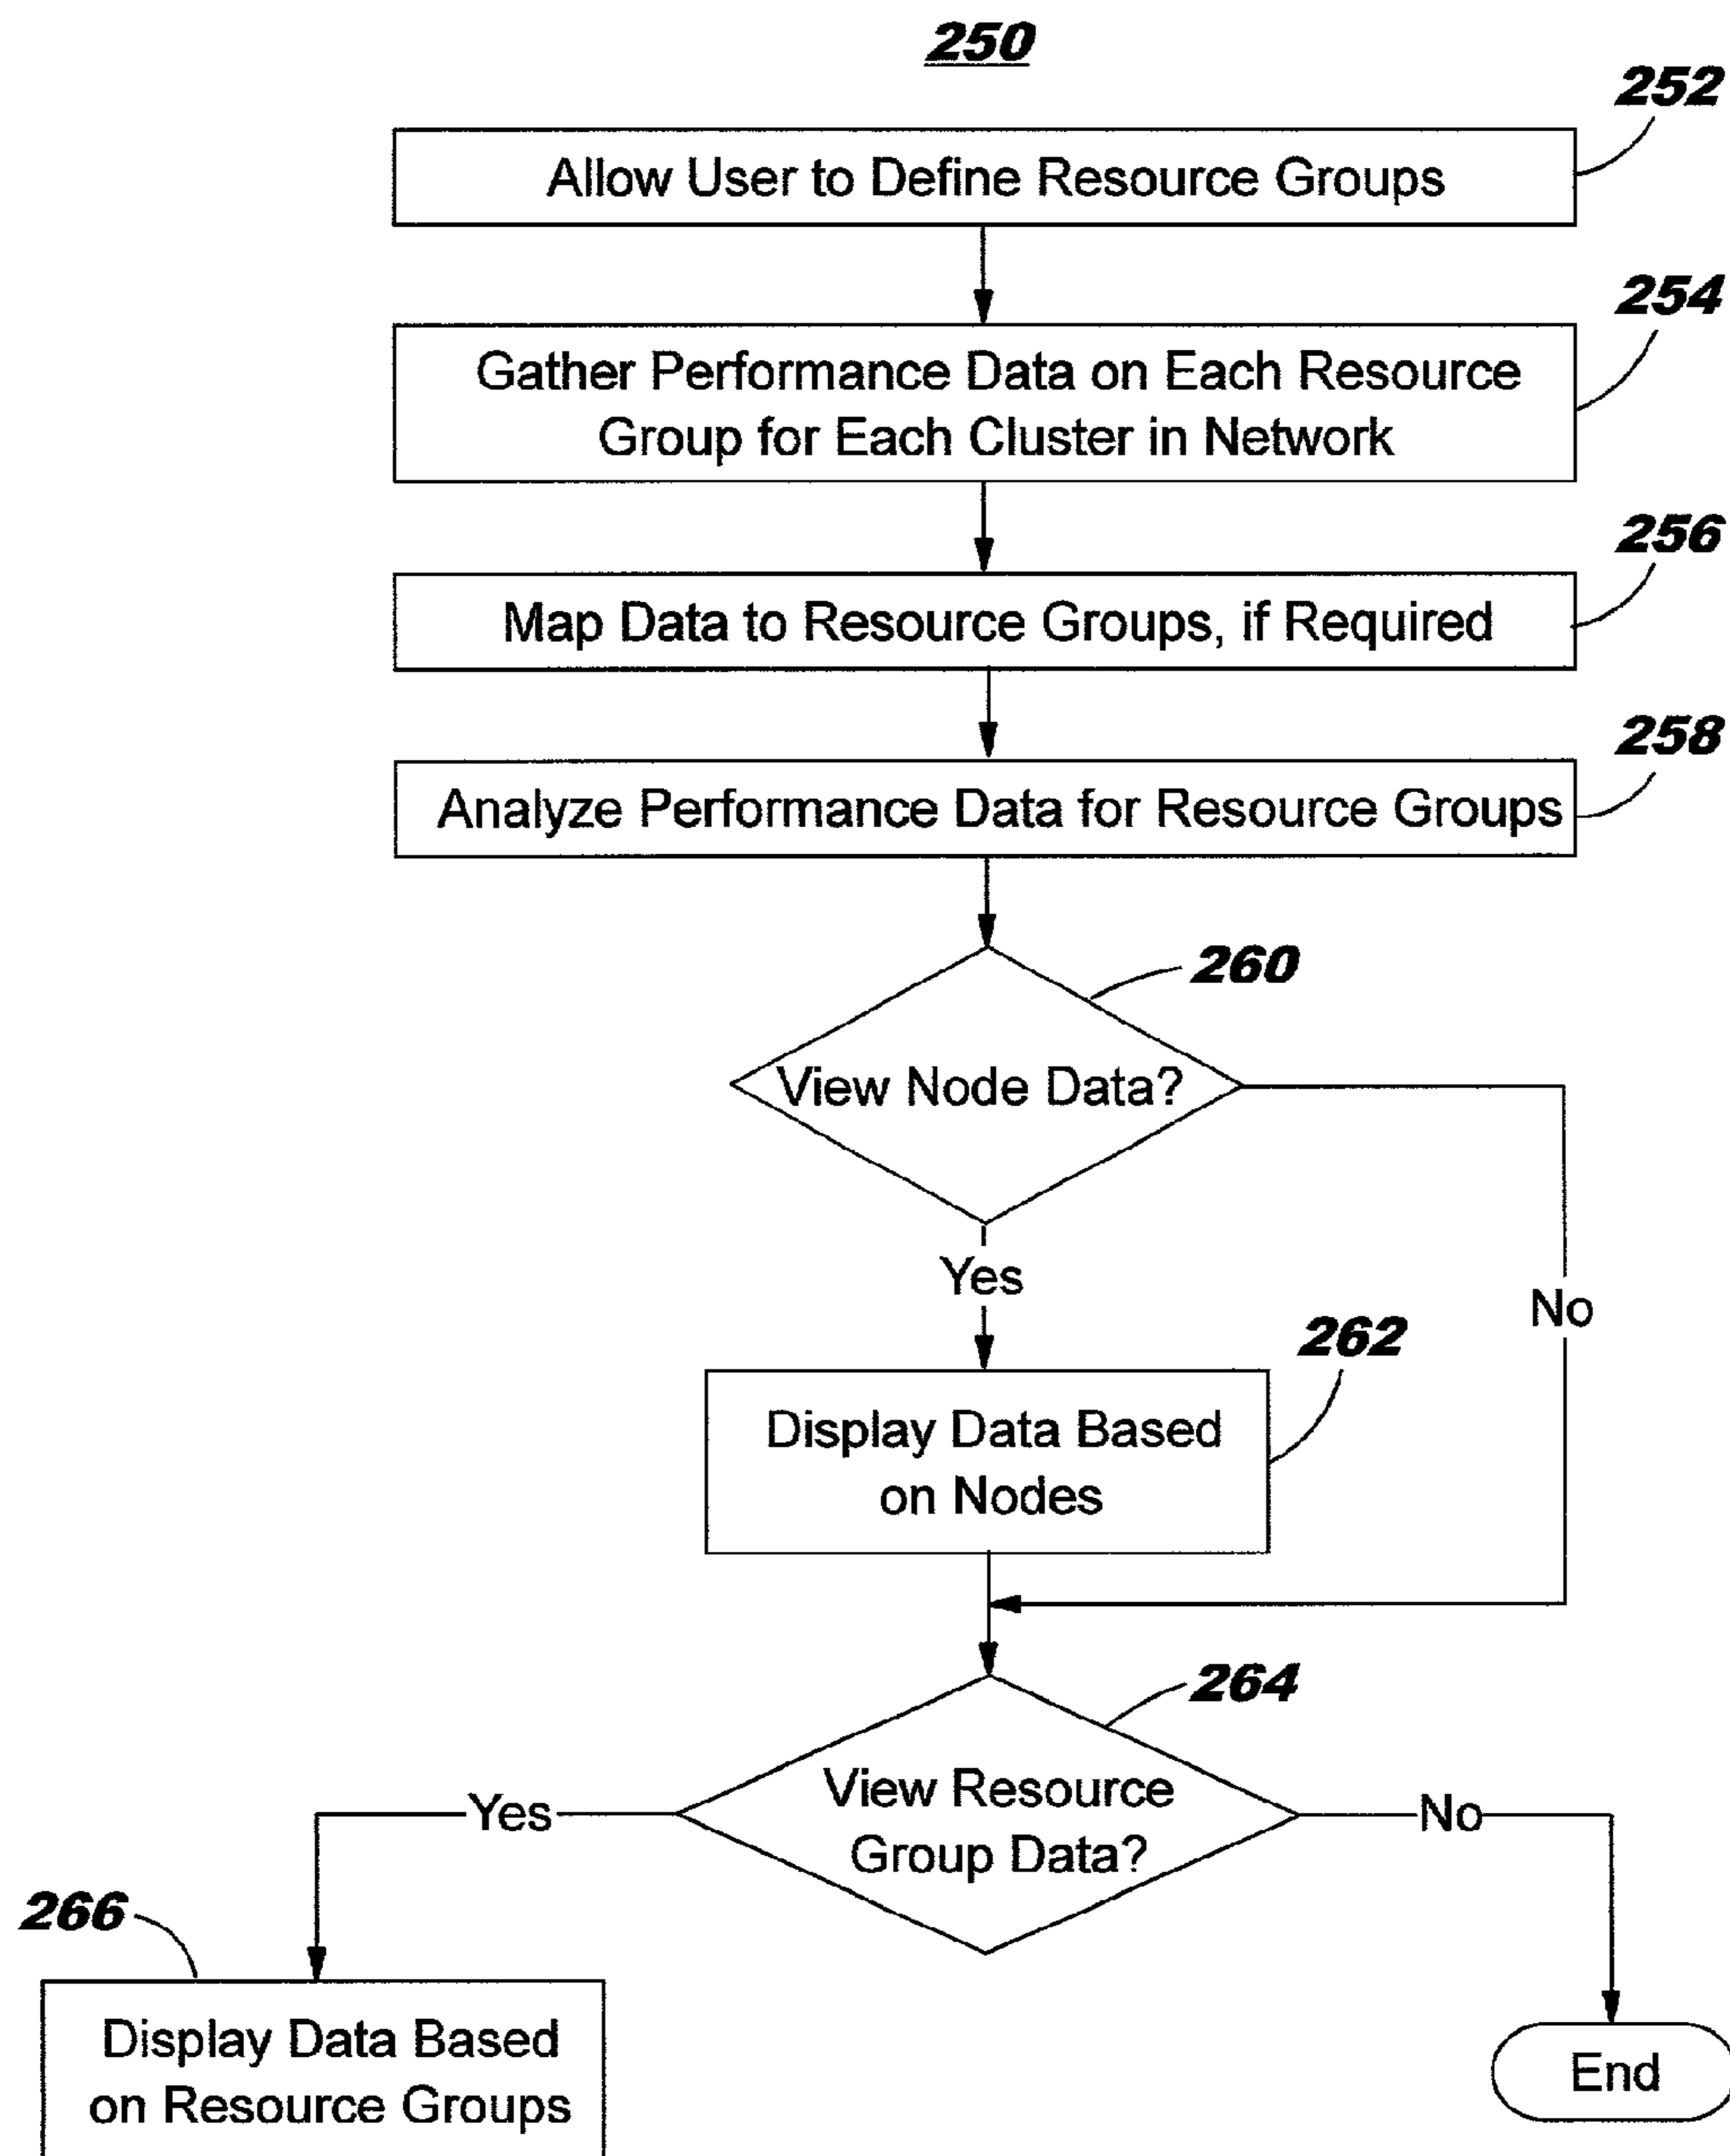 250
252
Allow User to Define Resource Groups
254
Gather Performance Data on Each Resource
Group for Each Cluster in Network
256
Map Data to Resource Groups, if Required
258
Analyze Performance Data for Resource Groups
260
View Node Data?
Yes
No
262
Display Data Based
on Nodes
264
View Resource
Group Data?
Yes
No
266
Display Data Based
on Resource Groups
End